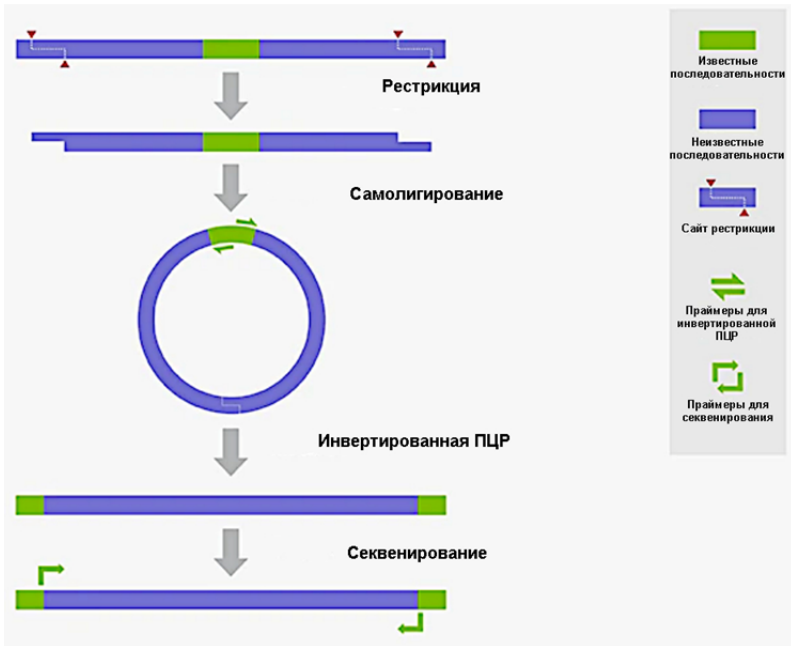 Рестрикция
Самолигирование
Инвертированная ПЦР
Секвенирование
Известные
последовательности
Неизвестные
последовательности
Сайт рестрикции
Праймеры для
инвертированной
ПЦР
Праймеры для
секвенирования